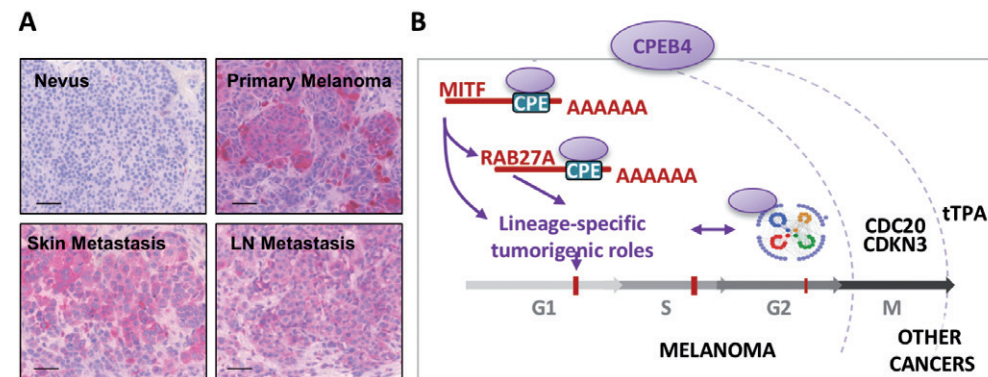 A
Nevus
Primary Melanoma
Skin Metastasis
LN Metastasis
B
CPEB4
MITF
CPE
AAAAAA
RAB27A
CPE
AAAAAA
Lineage-specific
tumorigenic roles
CDC20
CDKN3
tTPA
G1
S
G2
M
MELANOMA
OTHER
CANCERS